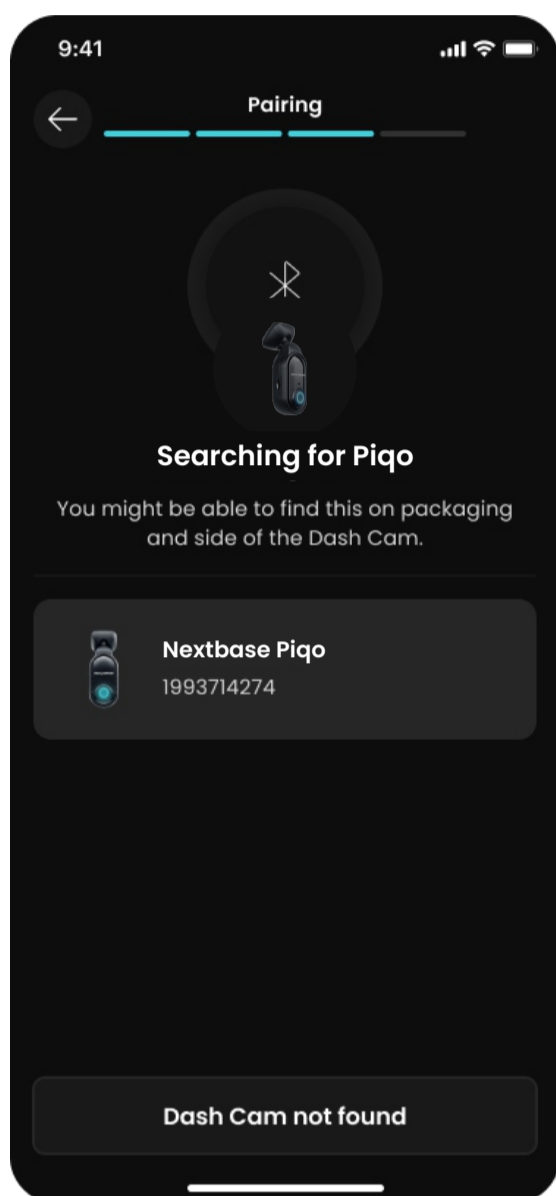 9:41
Pairing
Searching for Piqo
You might be able to find this on packaging
and side of the Dash Cam.
Nextbase Piqo
1993714274
Dash Cam not found